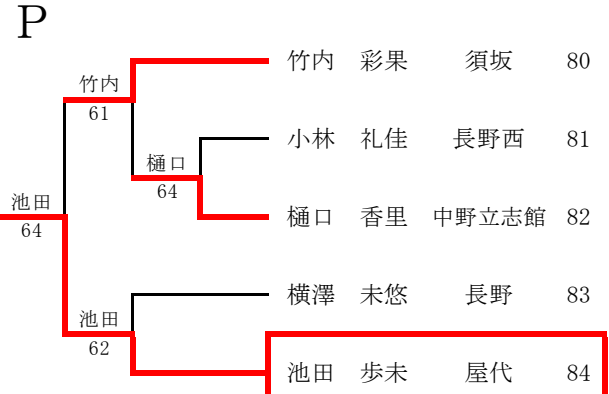 P
竹内 彩果 須坂 80
竹内
61
小林 礼佳 長野西 81
樋口
64
樋口 香里 中野立志館 82
池田
64
横澤 未悠 長野 83
池田
62
池田 歩未 屋代 84